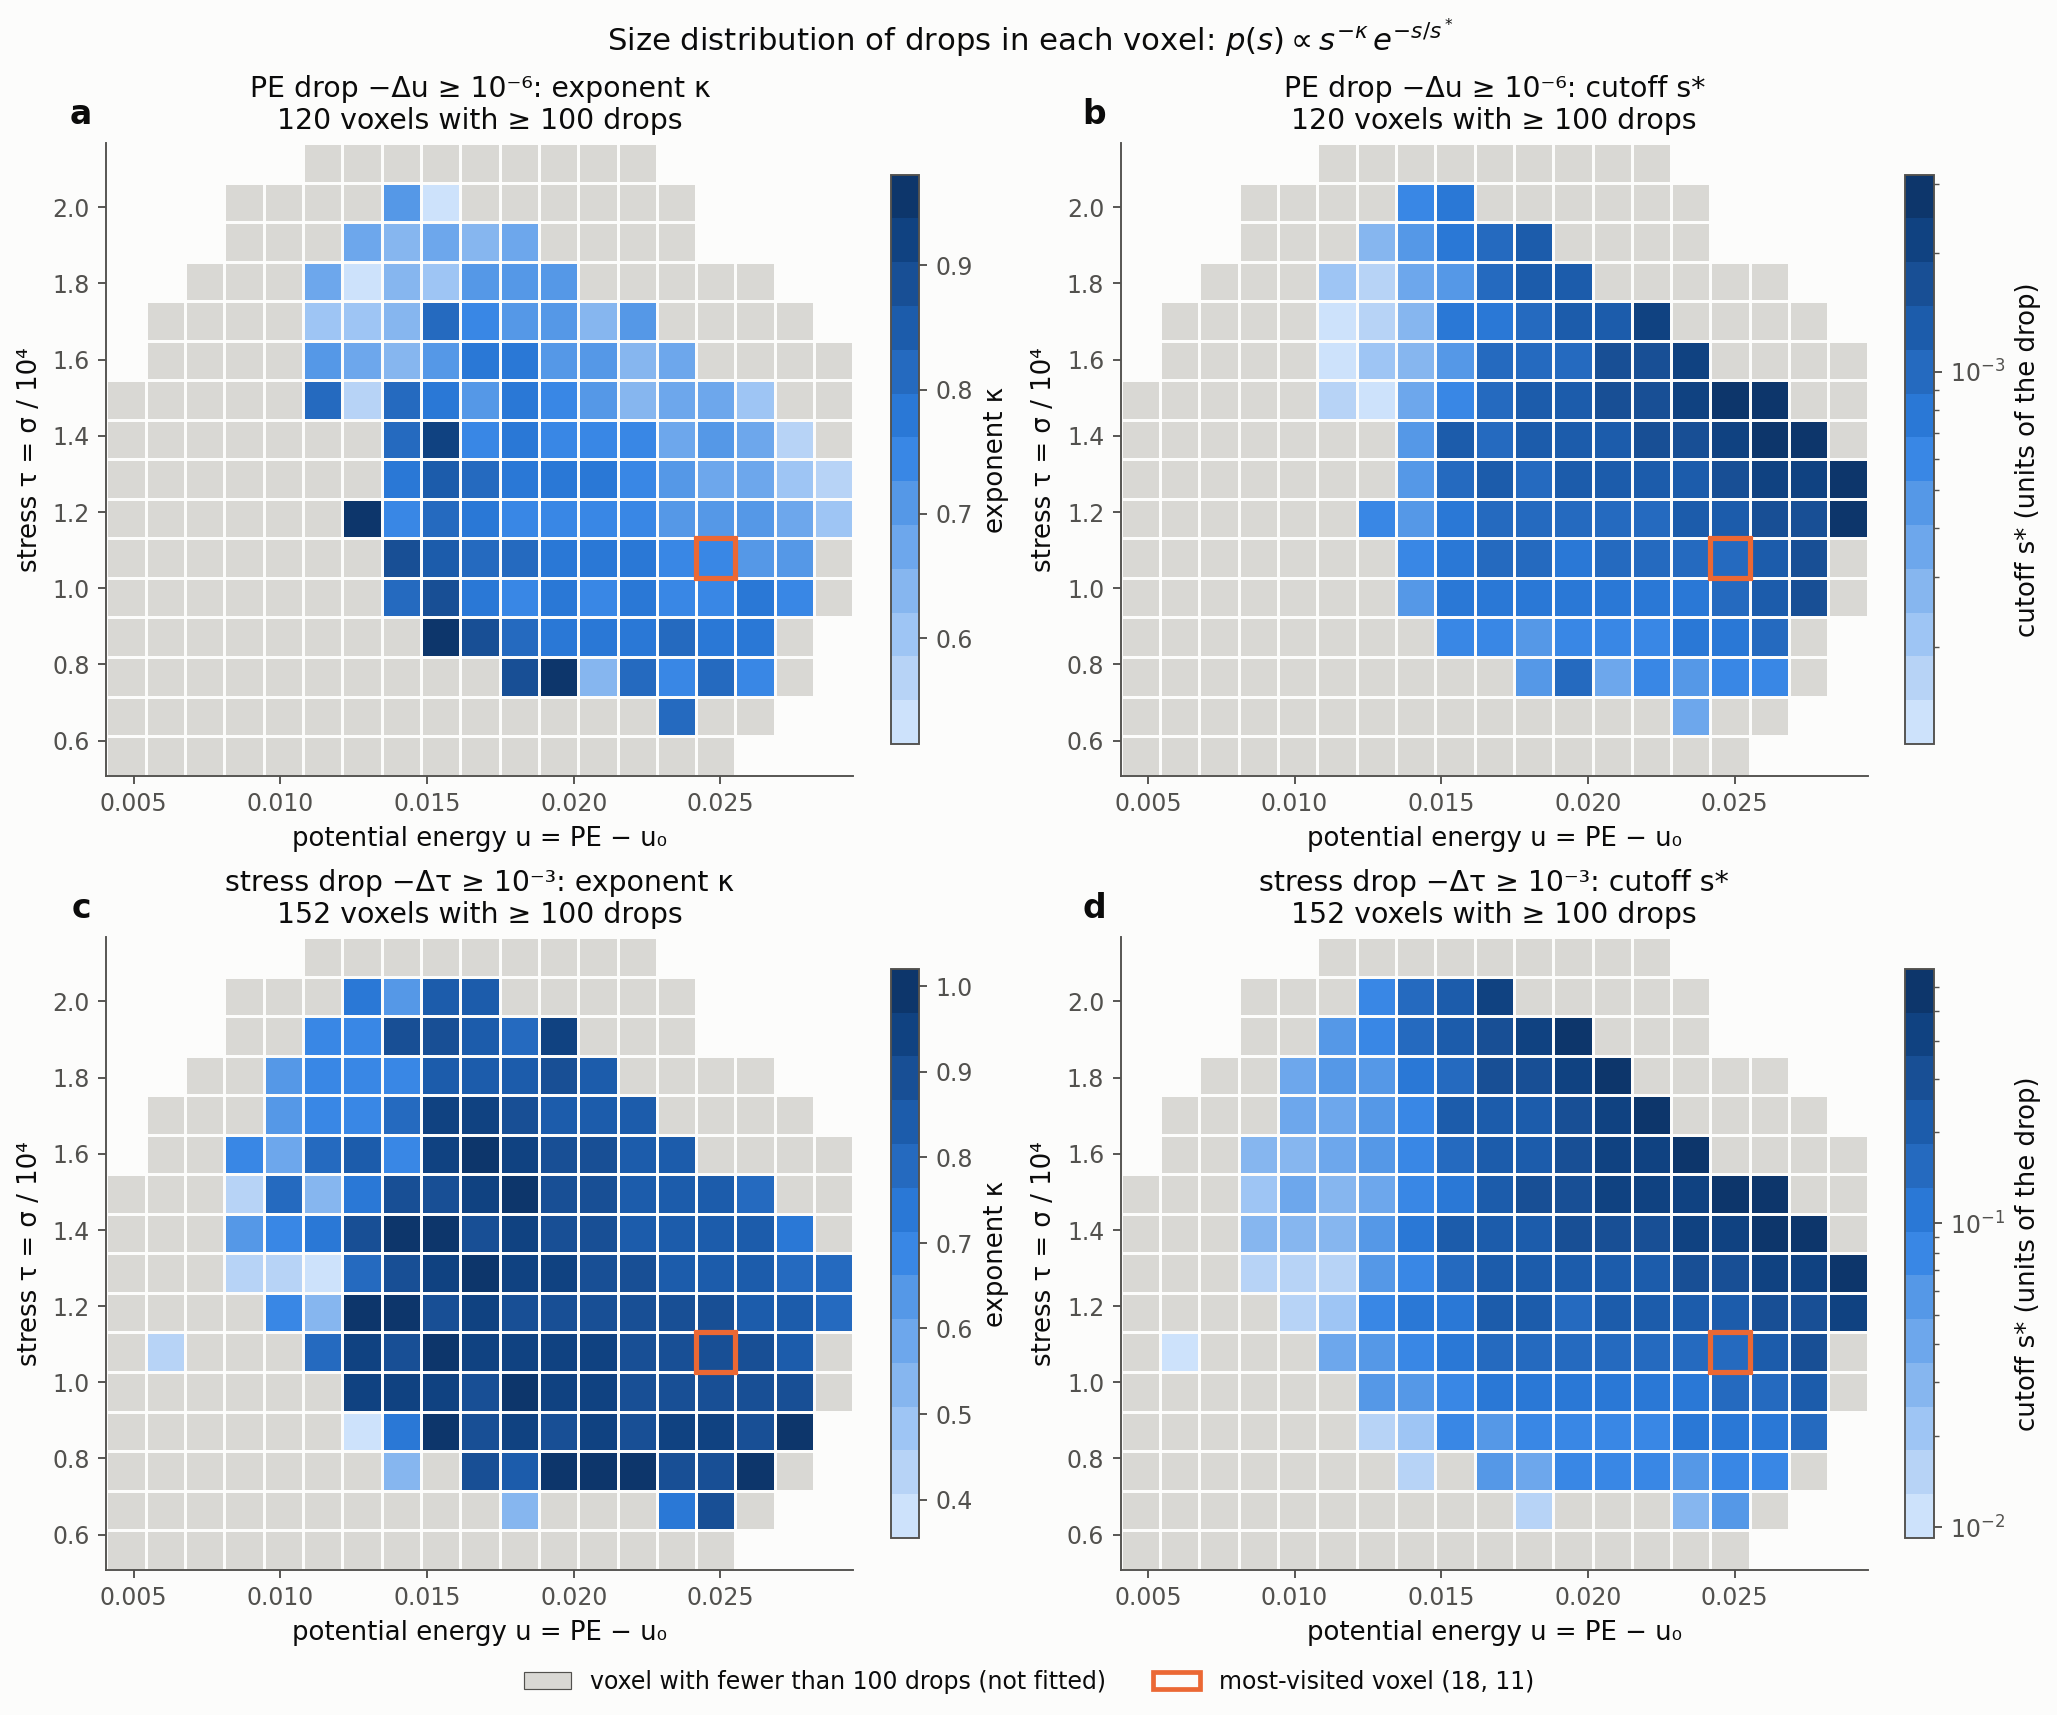 Size distribution of drops in each voxel: p(s) ∝ s^{−κ} e^{−s/s*}
a
PE drop −Δu ≥ 10⁻⁶: exponent κ
120 voxels with ≥ 100 drops
2.0
1.8
1.6
1.4
1.2
1.0
0.8
0.6
stress τ = σ / 10⁴
0.005 0.010 0.015 0.020 0.025
potential energy u = PE − u₀
0.9
0.8
0.7
0.6
exponent κ
b
PE drop −Δu ≥ 10⁻⁶: cutoff s*
120 voxels with ≥ 100 drops
2.0
1.8
1.6
1.4
1.2
1.0
0.8
0.6
stress τ = σ / 10⁴
0.005 0.010 0.015 0.020 0.025
potential energy u = PE − u₀
10⁻³
cutoff s* (units of the drop)
c
stress drop −Δτ ≥ 10⁻³: exponent κ
152 voxels with ≥ 100 drops
2.0
1.8
1.6
1.4
1.2
1.0
0.8
0.6
stress τ = σ / 10⁴
0.005 0.010 0.015 0.020 0.025
potential energy u = PE − u₀
1.0
0.9
0.8
0.7
0.6
0.5
0.4
exponent κ
d
stress drop −Δτ ≥ 10⁻³: cutoff s*
152 voxels with ≥ 100 drops
2.0
1.8
1.6
1.4
1.2
1.0
0.8
0.6
stress τ = σ / 10⁴
0.005 0.010 0.015 0.020 0.025
potential energy u = PE − u₀
10⁻¹
10⁻²
cutoff s* (units of the drop)
voxel with fewer than 100 drops (not fitted)
most-visited voxel (18, 11)